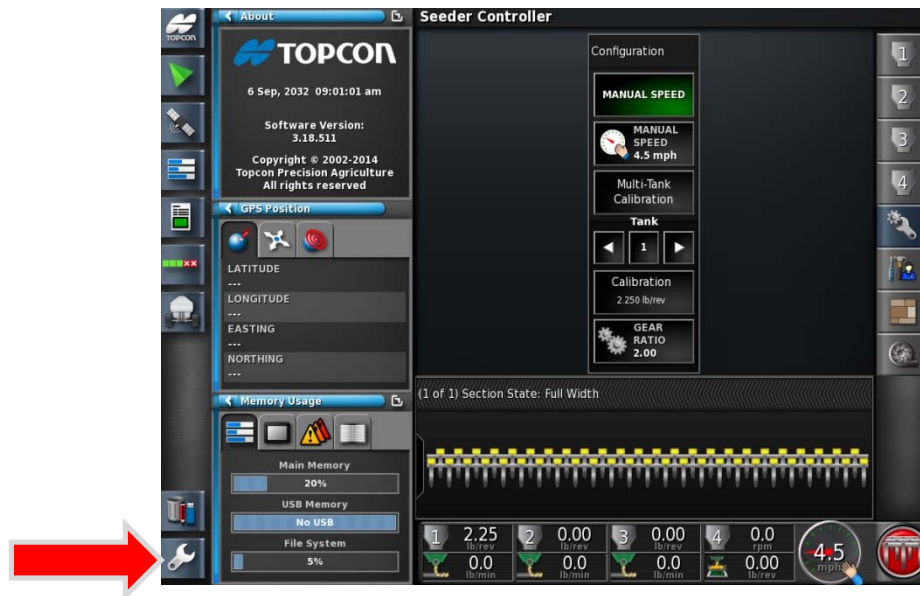 TOPCON
About
TOPCON
6 Sep, 2032 09:01:01 am
Software Version:
3.18.511
Copyright © 2002-2014
Topcon Precision Agriculture
All rights reserved
GPS Position
LATITUDE
---
LONGITUDE
---
EASTING
---
NORTHING
---
Memory Usage
Main Memory
20%
USB Memory
No USB
File System
5%
Seeder Controller
Configuration
MANUAL SPEED
MANUAL
SPEED
4.5 mph
Multi-Tank
Calibration
Tank
1
Calibration
2.250 lb/rev
GEAR
RATIO
2.00
1
2
3
4
(1 of 1) Section State: Full Width
1 2.25 lb/rev 2 0.00 lb/rev 3 0.00 lb/rev 4 0.0 rpm
0.0 lb/min 0.0 lb/min 0.0 lb/min 0.00 lb/rev
4.5
mph